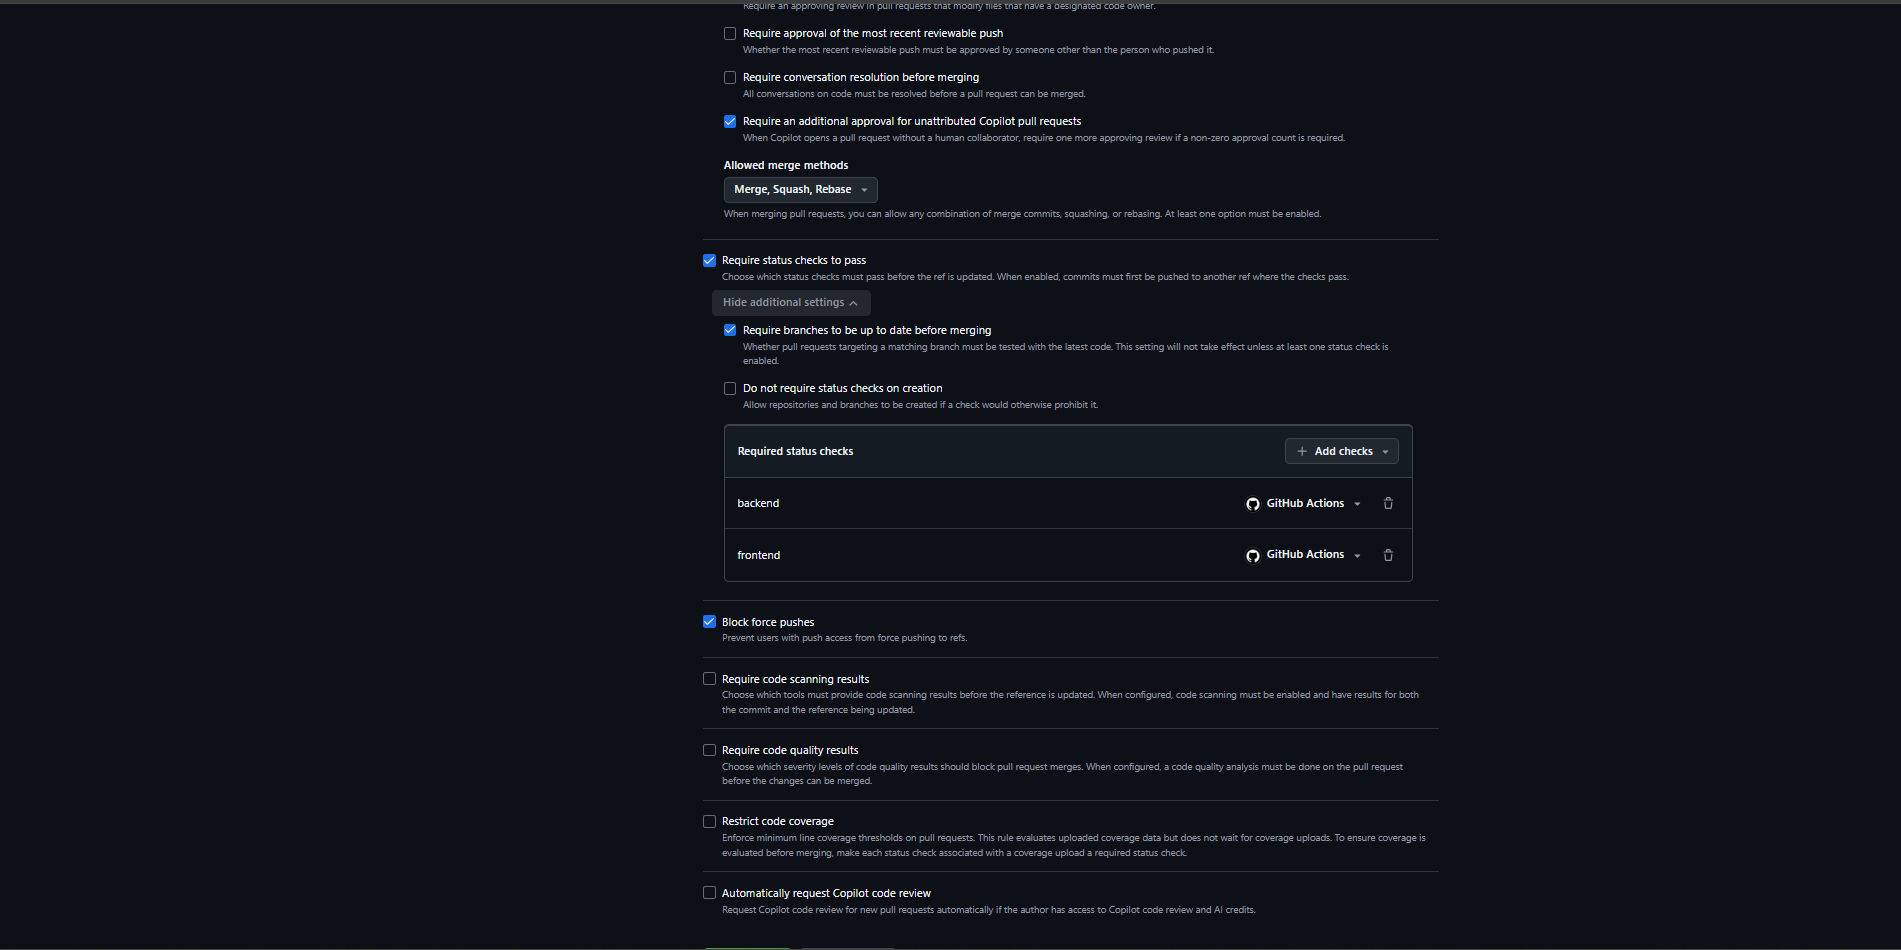 Require an approving review in pull requests that modify files that have a designated code owner.
Require approval of the most recent reviewable push
Whether the most recent reviewable push must be approved by someone other than the person who pushed it.
Require conversation resolution before merging
All conversations on code must be resolved before a pull request can be merged.
Require an additional approval for unattributed Copilot pull requests
When Copilot opens a pull request without a human collaborator, require one more approving review if a non-zero approval count is required.
Allowed merge methods
Merge, Squash, Rebase
When merging pull requests, you can allow any combination of merge commits, squashing, or rebasing. At least one option must be enabled.
Require status checks to pass
Choose which status checks must pass before the ref is updated. When enabled, commits must first be pushed to another ref where the checks pass.
Hide additional settings
Require branches to be up to date before merging
Whether pull requests targeting a matching branch must be tested with the latest code. This setting will not take effect unless at least one status check is
enabled.
Do not require status checks on creation
Allow repositories and branches to be created if a check would otherwise prohibit it.
Required status checks
Add checks
backend
GitHub Actions
frontend
GitHub Actions
Block force pushes
Prevent users with push access from force pushing to refs.
Require code scanning results
Choose which tools must provide code scanning results before the reference is updated. When configured, code scanning must be enabled and have results for both
the commit and the reference being updated.
Require code quality results
Choose which severity levels of code quality results should block pull request merges. When configured, a code quality analysis must be done on the pull request
before the changes can be merged.
Restrict code coverage
Enforce minimum line coverage thresholds on pull requests. This rule evaluates uploaded coverage data but does not wait for coverage uploads. To ensure coverage is
evaluated before merging, make each status check associated with a coverage upload a required status check.
Automatically request Copilot code review
Request Copilot code review for new pull requests automatically if the author has access to Copilot code review and AI credits.